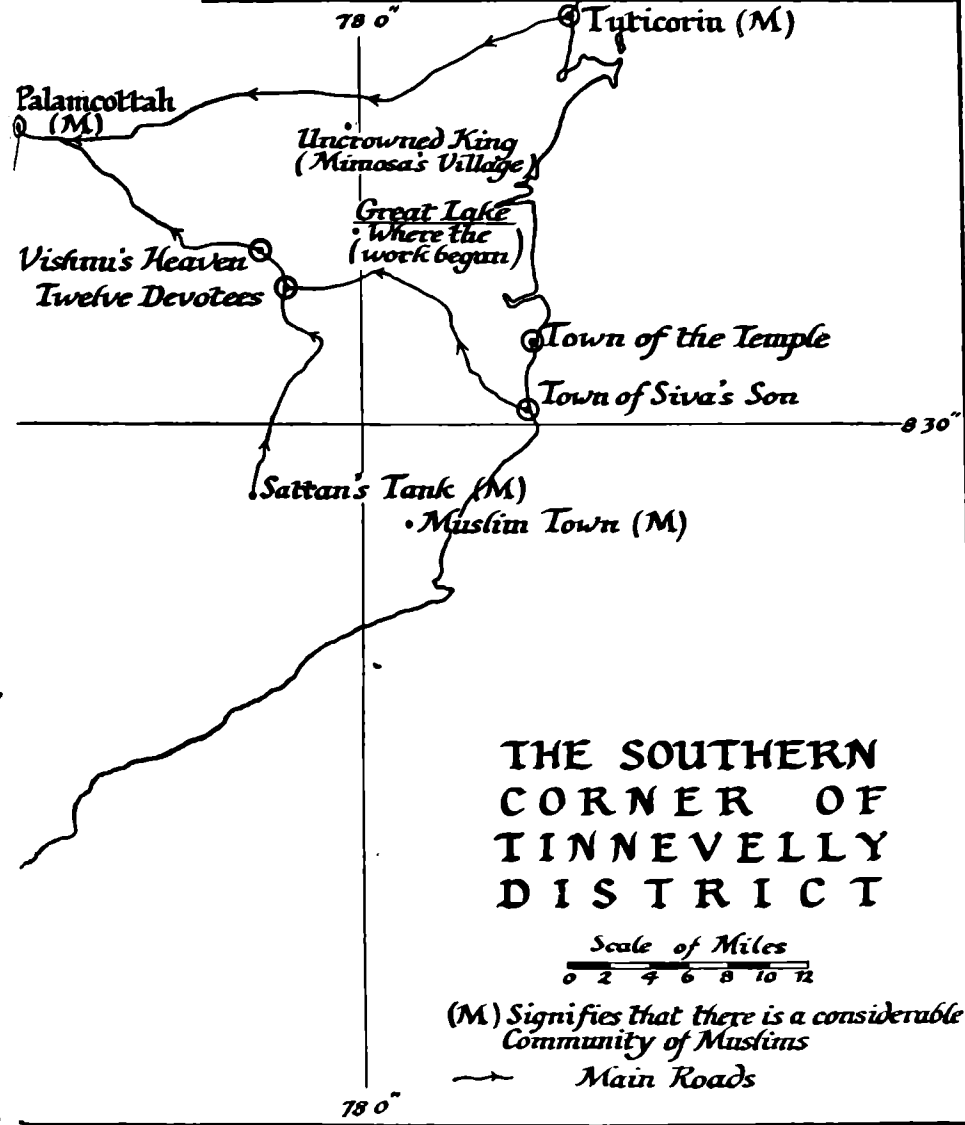 78 0"
Tuticorin (M)
Palamcottah
(M)
Uncrowned King
(Mimosa's Village)
Great Lake
Where the
(work began)
Vishnu's Heaven
Twelve Devotees
Town of the Temple
Town of Siva's Son
8 30"
Sattan's Tank (M)
Muslim Town (M)
THE SOUTHERN
CORNER OF
TINNEVELLY
DISTRICT
Scale of Miles
0 2 4 6 8 10 12
(M) Signifies that there is a considerable
Community of Muslims
Main Roads
78 0"